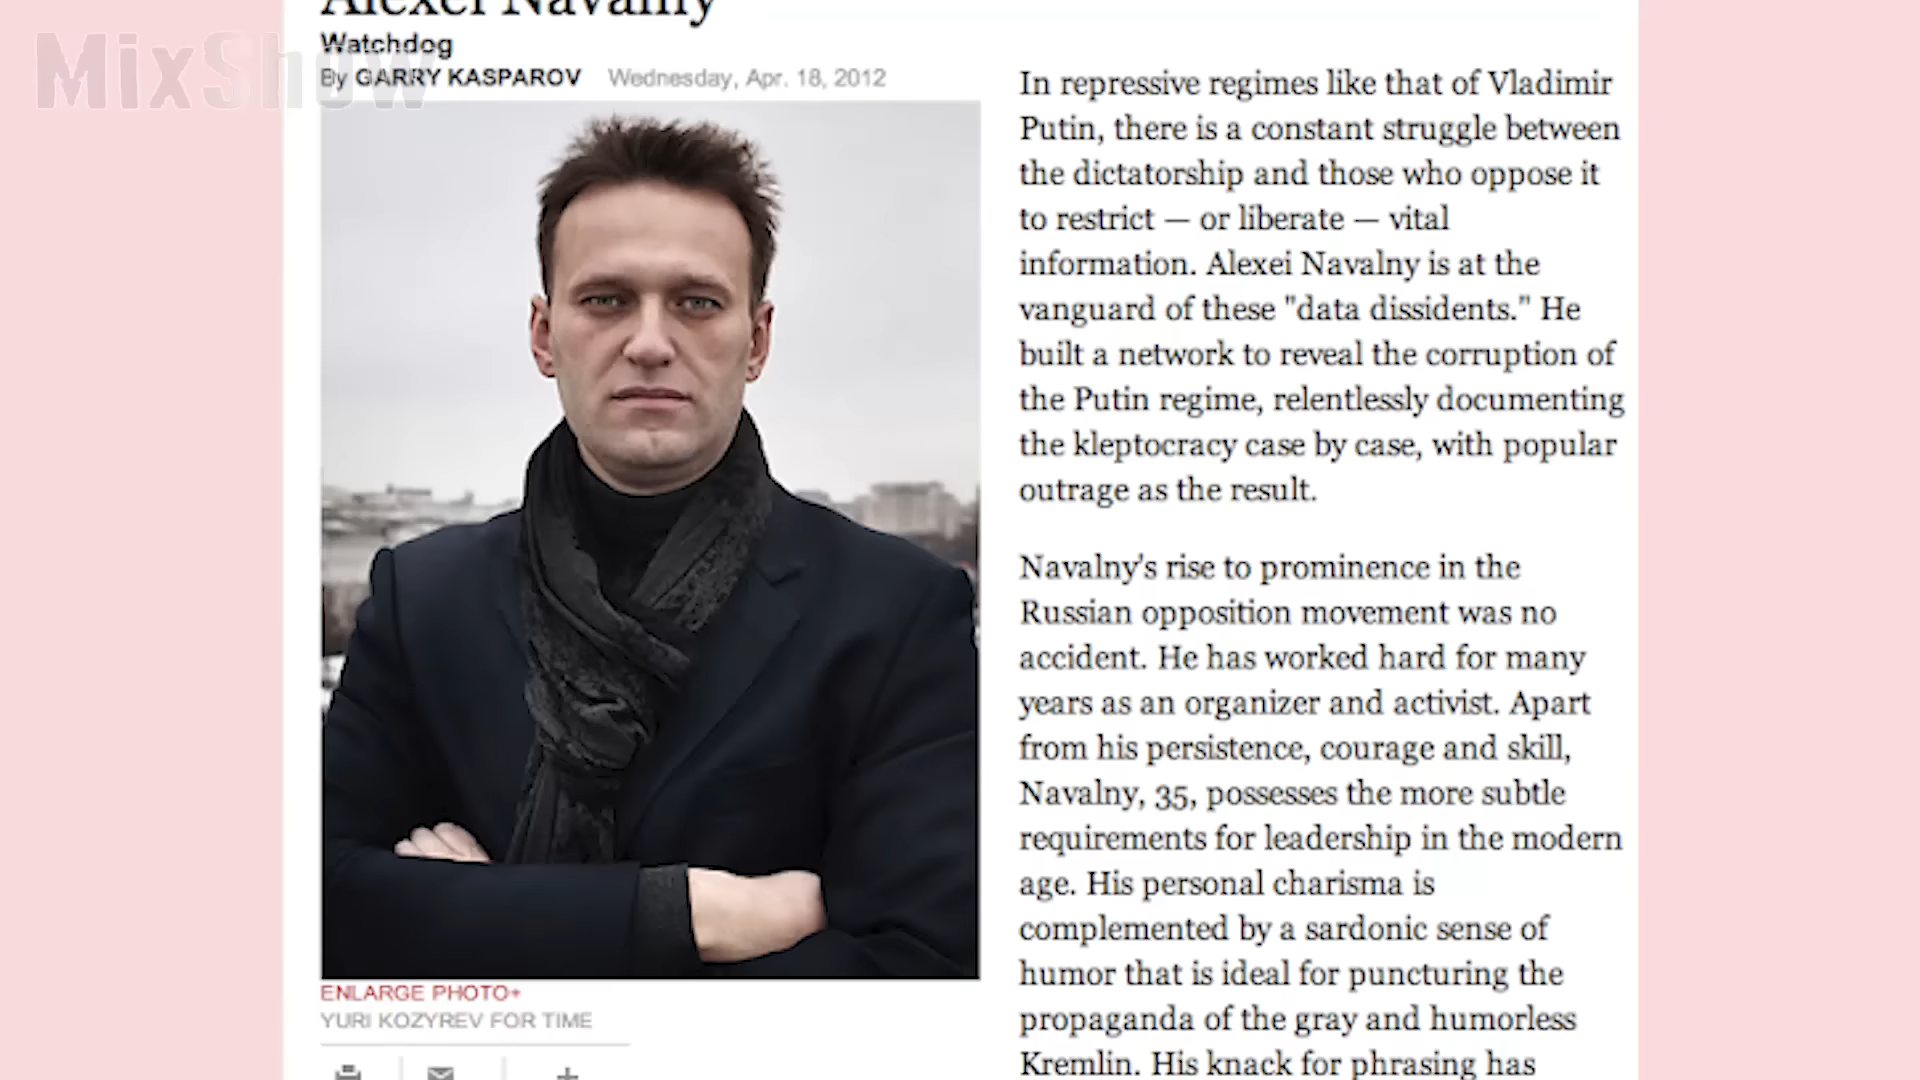 Alexei Navalny
MixShow
Watchdog
By GARRY KASPAROV Wednesday, Apr. 18, 2012
In repressive regimes like that of Vladimir
Putin, there is a constant struggle between
the dictatorship and those who oppose it
to restrict — or liberate — vital
information. Alexei Navalny is at the
vanguard of these "data dissidents." He
built a network to reveal the corruption of
the Putin regime, relentlessly documenting
the kleptocracy case by case, with popular
outrage as the result.
Navalny's rise to prominence in the
Russian opposition movement was no
accident. He has worked hard for many
years as an organizer and activist. Apart
from his persistence, courage and skill,
Navalny, 35, possesses the more subtle
requirements for leadership in the modern
age. His personal charisma is
complemented by a sardonic sense of
humor that is ideal for puncturing the
propaganda of the gray and humorless
Kremlin. His knack for phrasing has
ENLARGE PHOTO+
YURI KOZYREV FOR TIME